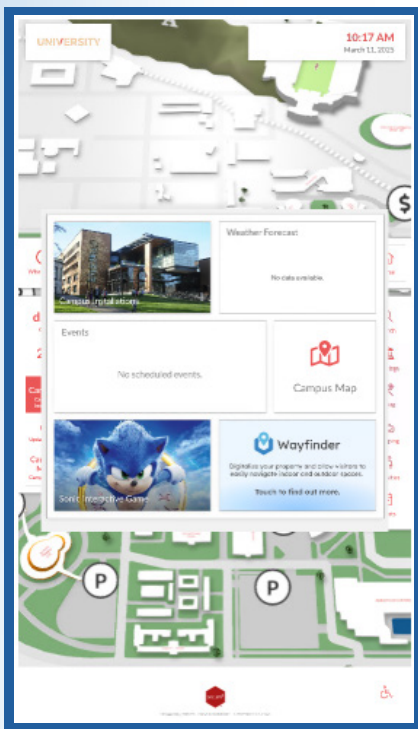 UNIVERSITY
10:17 AM
March 11, 2025
$
Campus Installations
Weather Forecast
No data available.
Events
No scheduled events.
Campus Map
Sonic Interactive Game
Wayfinder
Digitalise your property and allow visitors to
easily navigate indoor and outdoor spaces.
Touch to find out more.
P
P